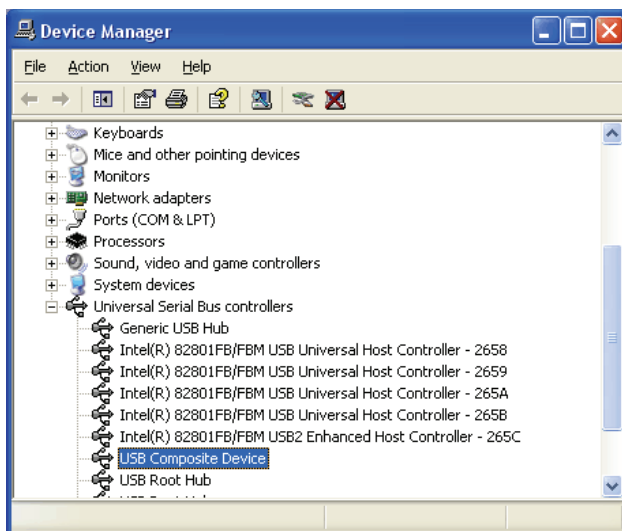 Device Manager
File Action View Help
Keyboards
Mice and other pointing devices
Monitors
Network adapters
Ports (COM & LPT)
Processors
Sound, video and game controllers
System devices
Universal Serial Bus controllers
Generic USB Hub
Intel(R) 82801FB/FBM USB Universal Host Controller - 2658
Intel(R) 82801FB/FBM USB Universal Host Controller - 2659
Intel(R) 82801FB/FBM USB Universal Host Controller - 265A
Intel(R) 82801FB/FBM USB Universal Host Controller - 265B
Intel(R) 82801FB/FBM USB2 Enhanced Host Controller - 265C
USB Composite Device
USB Root Hub